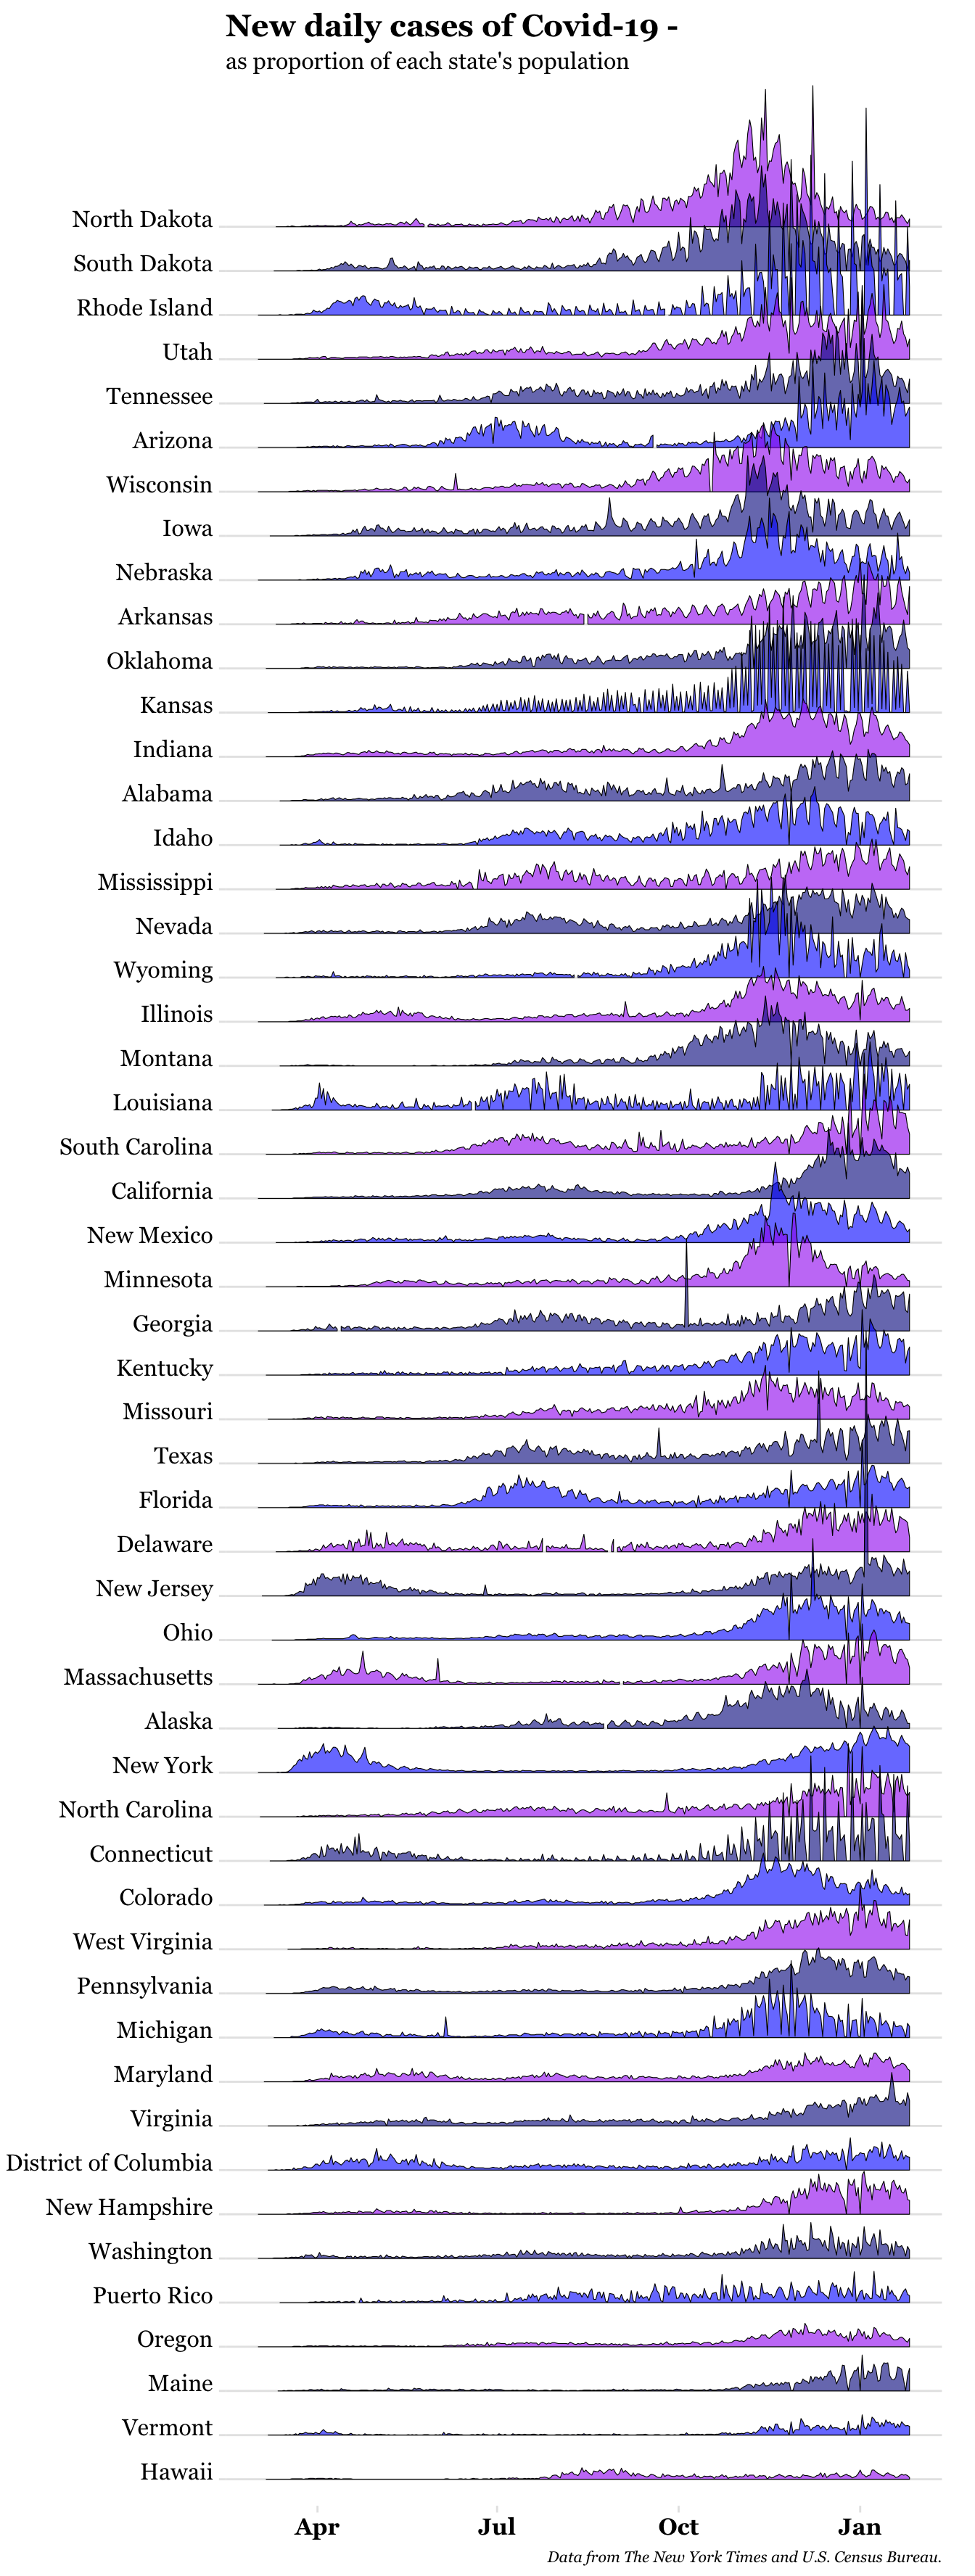 New daily cases of Covid-19 -
as proportion of each state's population
North Dakota
South Dakota
Rhode Island
Utah
Tennessee
Arizona
Wisconsin
Iowa
Nebraska
Arkansas
Oklahoma
Kansas
Indiana
Alabama
Idaho
Mississippi
Nevada
Wyoming
Illinois
Montana
Louisiana
South Carolina
California
New Mexico
Minnesota
Georgia
Kentucky
Missouri
Texas
Florida
Delaware
New Jersey
Ohio
Massachusetts
Alaska
New York
North Carolina
Connecticut
Colorado
West Virginia
Pennsylvania
Michigan
Maryland
Virginia
District of Columbia
New Hampshire
Washington
Puerto Rico
Oregon
Maine
Vermont
Hawaii
Apr Jul Oct Jan
Data from The New York Times and U.S. Census Bureau.